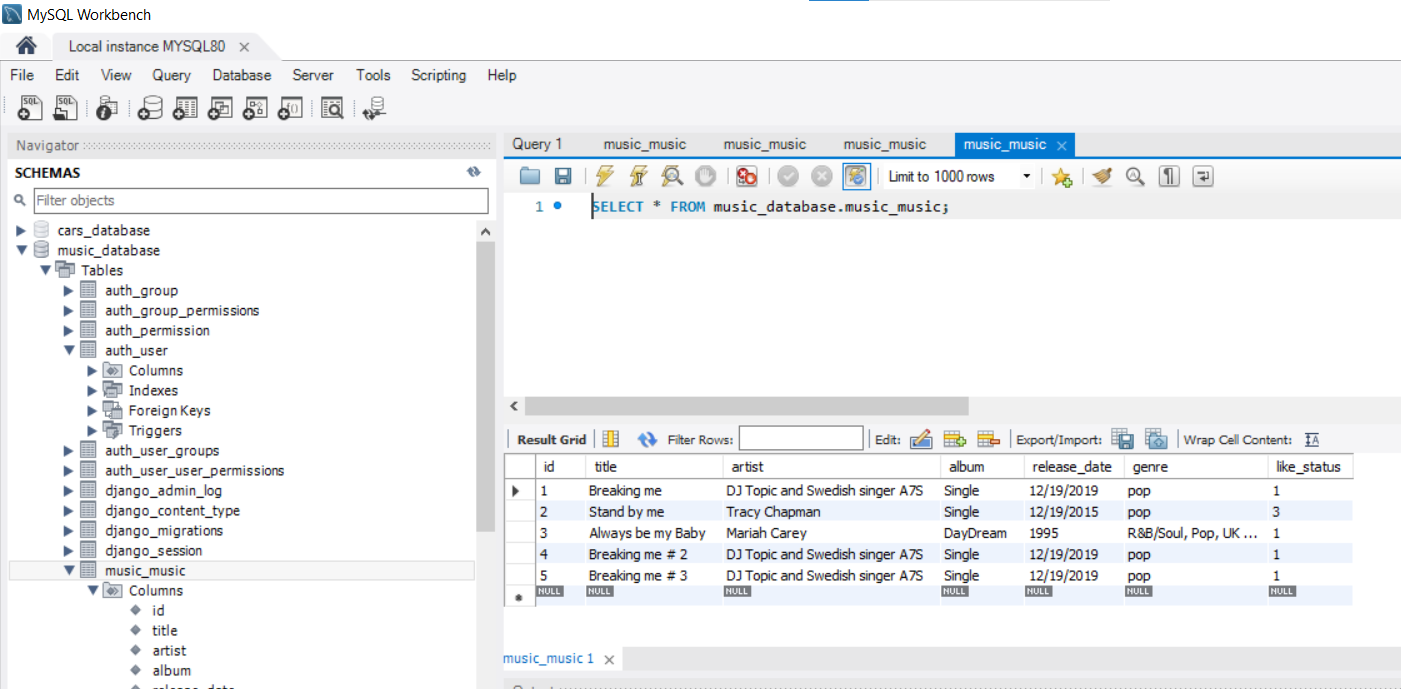 MySQL Workbench
Local instance MYSQL80
File Edit View Query Database Server Tools Scripting Help
SQL SQL
Navigator
SCHEMAS
Filter objects
cars_database
music_database
Tables
auth_group
auth_group_permissions
auth_permission
auth_user
Columns
Indexes
Foreign Keys
Triggers
auth_user_groups
auth_user_user_permissions
django_admin_log
django_content_type
django_migrations
django_session
music_music
Columns
id
title
artist
album
release_date
Query 1 music_music music_music music_music music_music
Limit to 1000 rows
1 SELECT * FROM music_database.music_music;
Result Grid Filter Rows: Edit: Export/Import: Wrap Cell Content:
id title artist album release_date genre like_status
1 Breaking me DJ Topic and Swedish singer A7S Single 12/19/2019 pop 1
2 Stand by me Tracy Chapman Single 12/19/2015 pop 3
3 Always be my Baby Mariah Carey DayDream 1995 R&B/Soul, Pop, UK ... 1
4 Breaking me # 2 DJ Topic and Swedish singer A7S Single 12/19/2019 pop 1
5 Breaking me # 3 DJ Topic and Swedish singer A7S Single 12/19/2019 pop 1
NULL NULL NULL NULL NULL NULL NULL
music_music 1